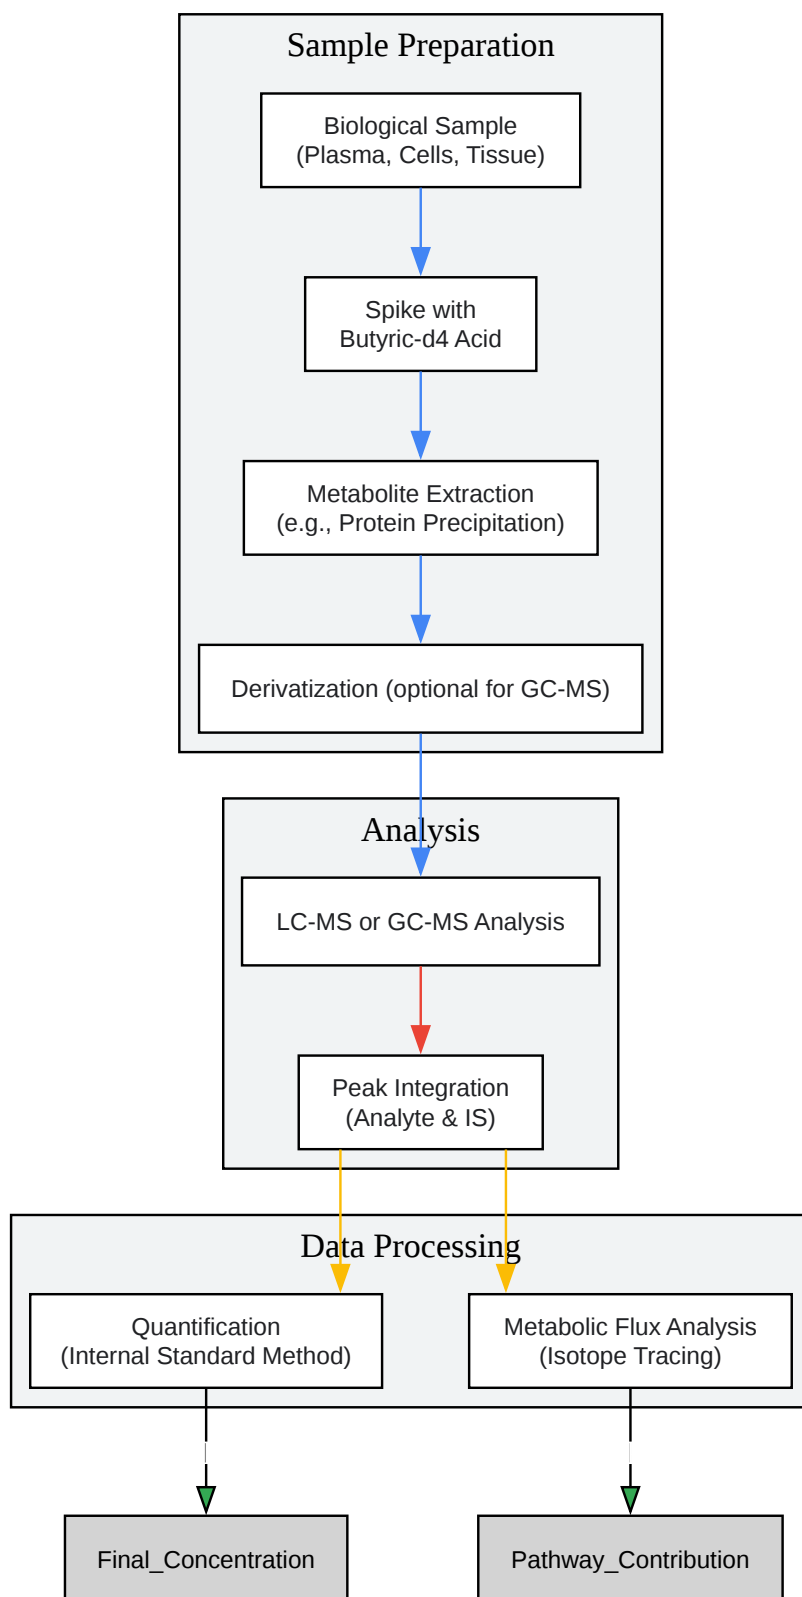 Sample Preparation
Biological Sample
(Plasma, Cells, Tissue)
Spike with
Butyric-d4 Acid
Metabolite Extraction
(e.g., Protein Precipitation)
Derivatization (optional for GC-MS)
Analysis
LC-MS or GC-MS Analysis
Peak Integration
(Analyte & IS)
Data Processing
Quantification
(Internal Standard Method)
Metabolic Flux Analysis
(Isotope Tracing)
Final_Concentration
Pathway_Contribution